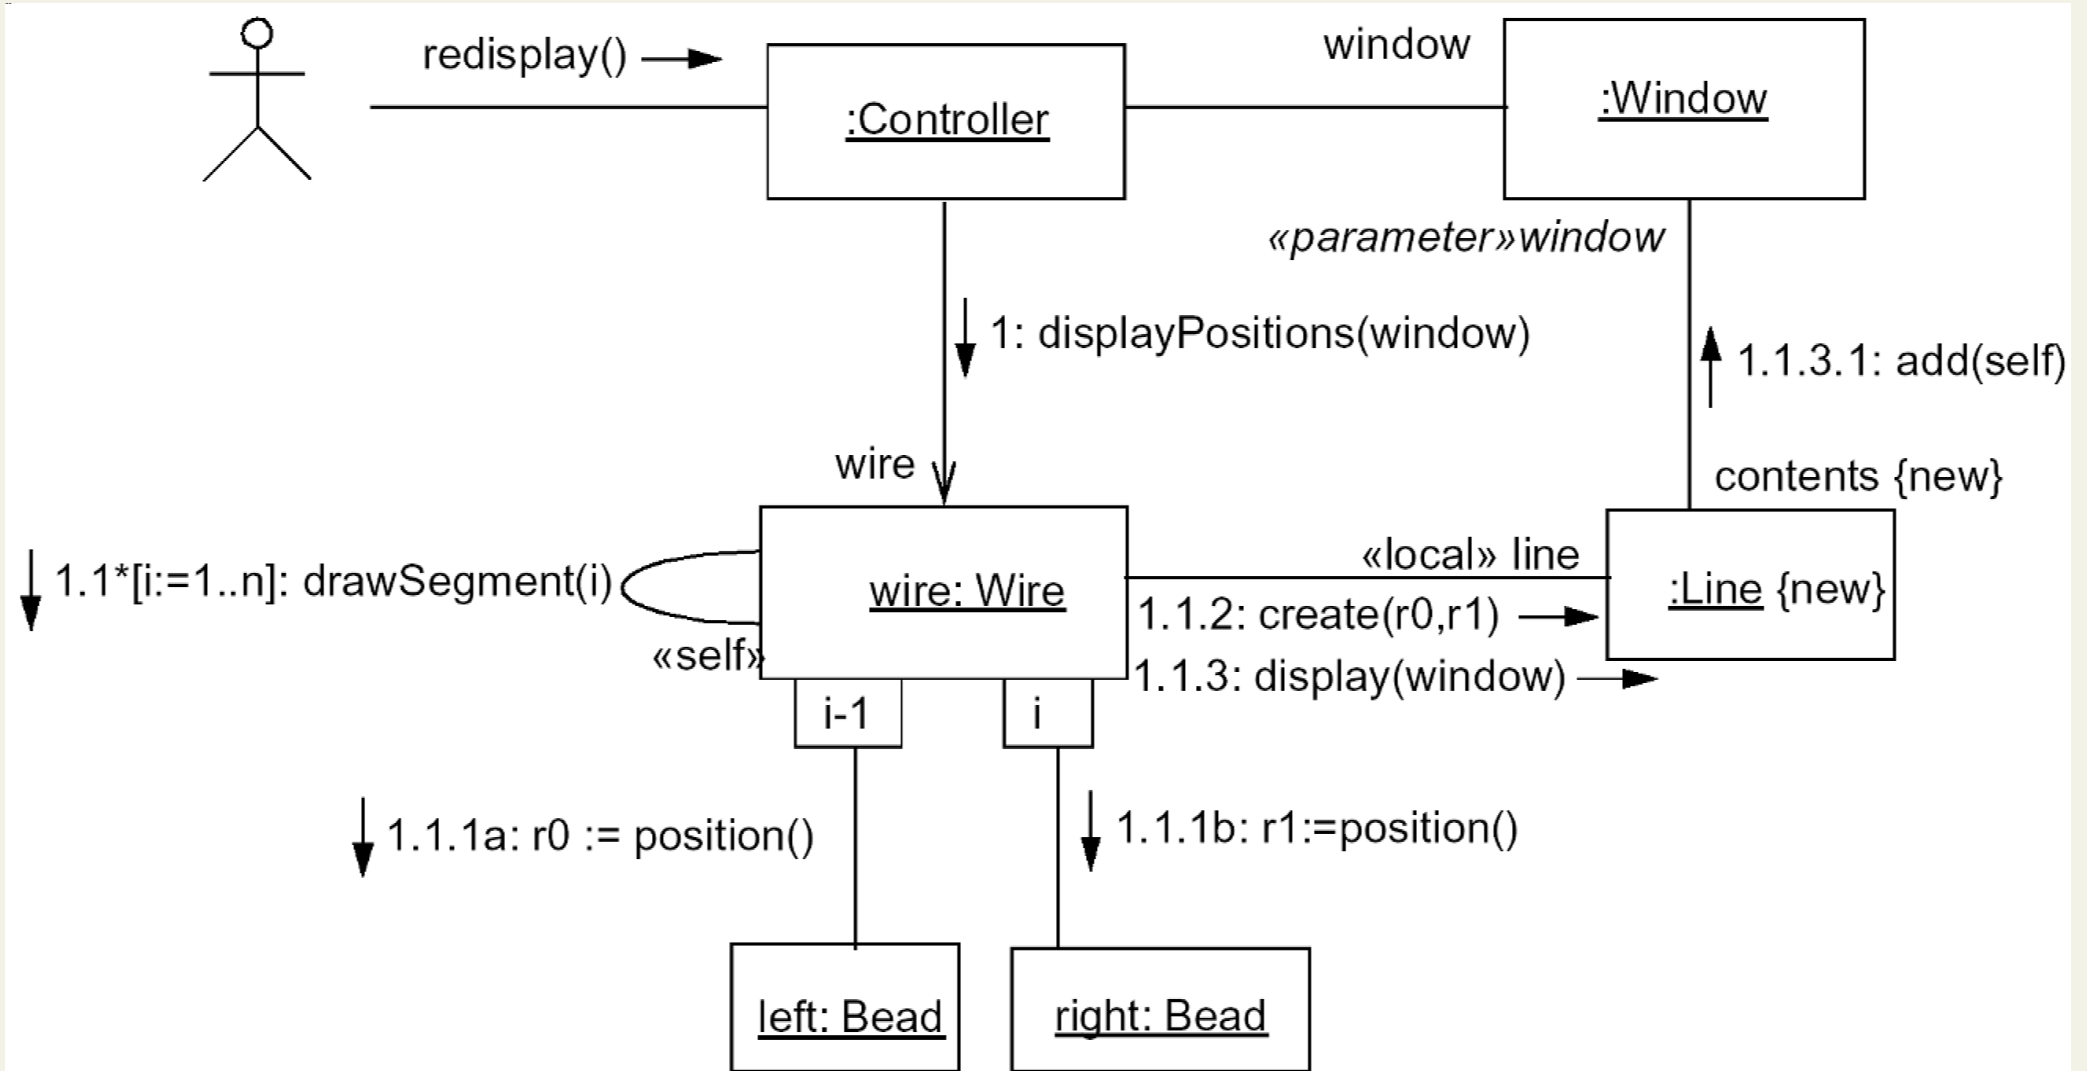 redisplay()
:Controller
window
:Window
«parameter»window
1: displayPositions(window)
1.1.3.1: add(self)
wire
contents {new}
1.1*[i:=1..n]: drawSegment(i)
wire: Wire
«local» line
:Line {new}
1.1.2: create(r0,r1)
«self»
1.1.3: display(window)
i-1
i
1.1.1a: r0 := position()
1.1.1b: r1:=position()
left: Bead
right: Bead